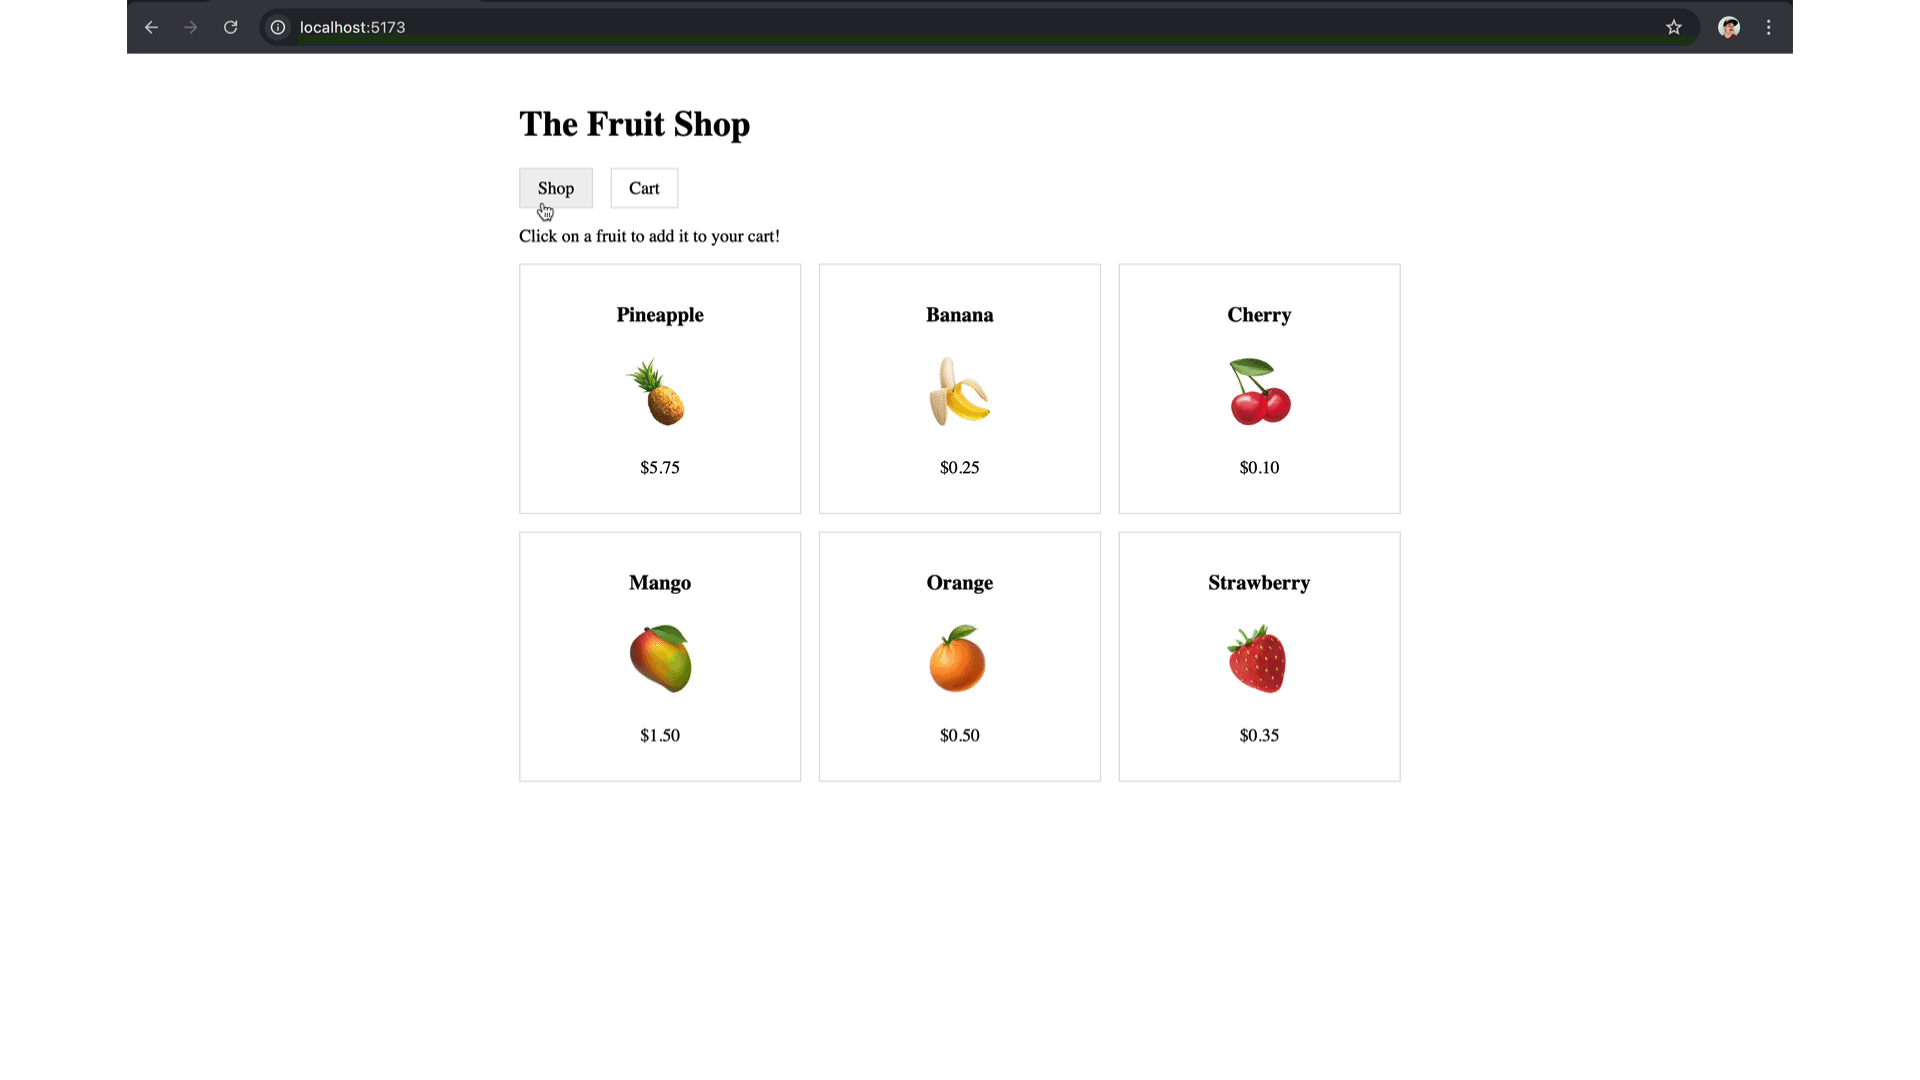 localhost:5173
The Fruit Shop
Shop Cart
Click on a fruit to add it to your cart!
Pineapple Banana Cherry
$5.75 $0.25 $0.10
Mango Orange Strawberry
$1.50 $0.50 $0.35